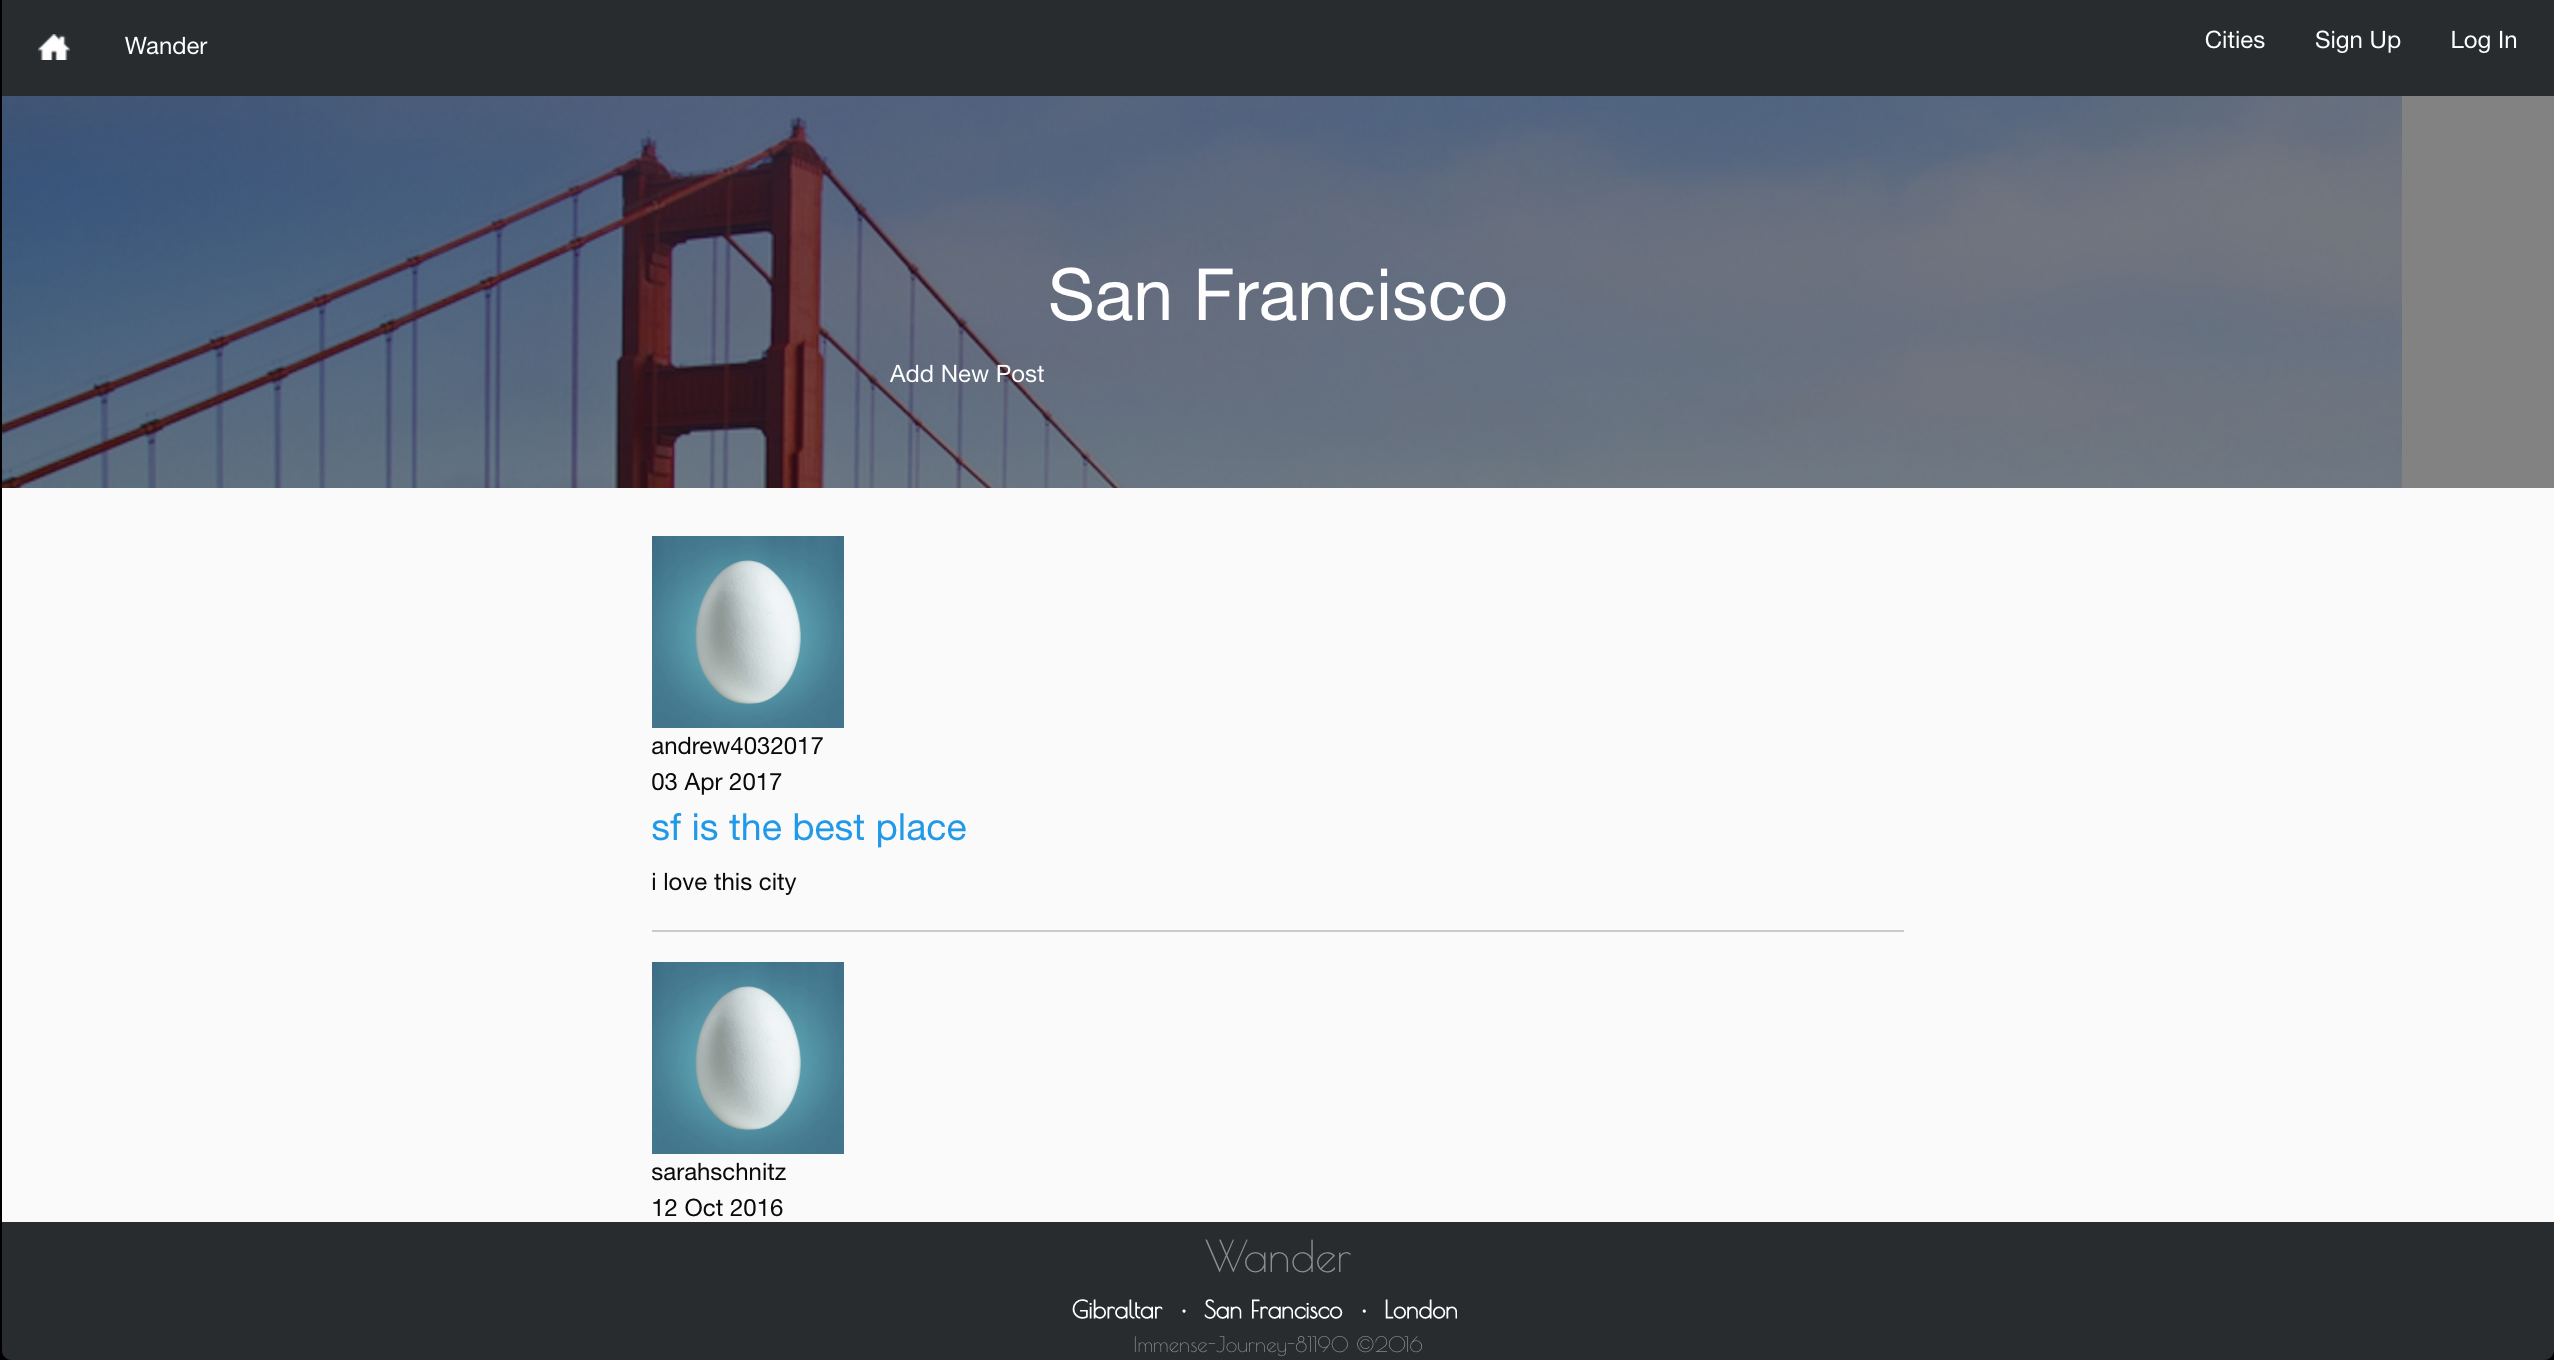 Wander
Cities Sign Up Log In
San Francisco
Add New Post
andrew4032017
03 Apr 2017
sf is the best place
i love this city
sarahschnitz
12 Oct 2016
Wander
Gibraltar · San Francisco · London
Immense-Journey-81190 ©2016